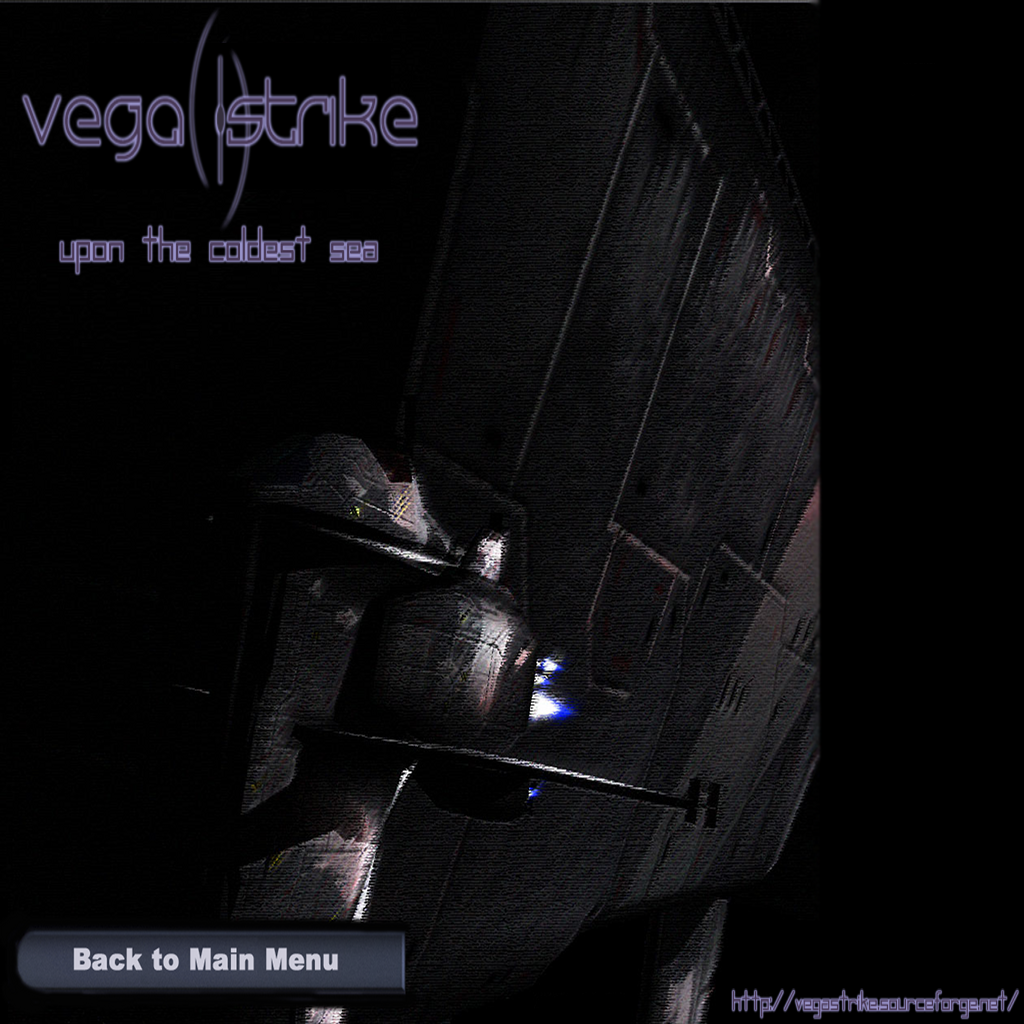 vega strike
upon the coldest sea
Back to Main Menu
http://vegastrike.sourceforge.net/